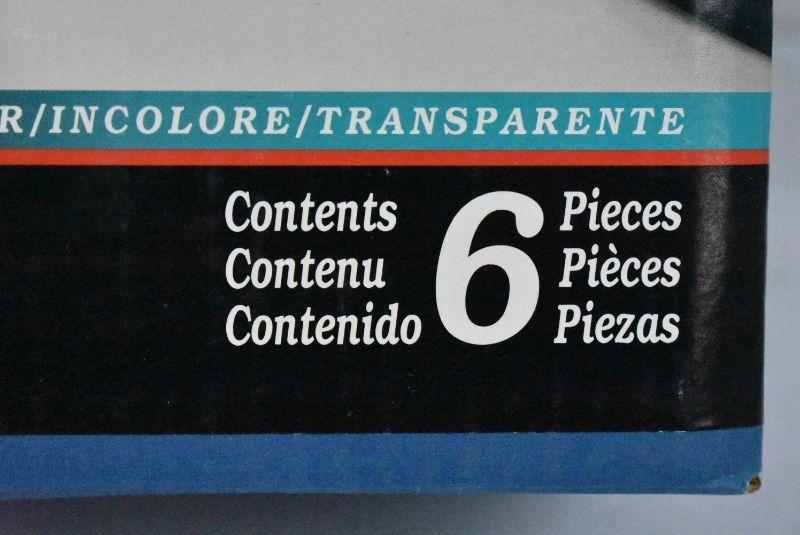 R/INCOLORE/TRANSPARENTE
Contents 6 Pieces
Contenu Pièces
Contenido Piezas